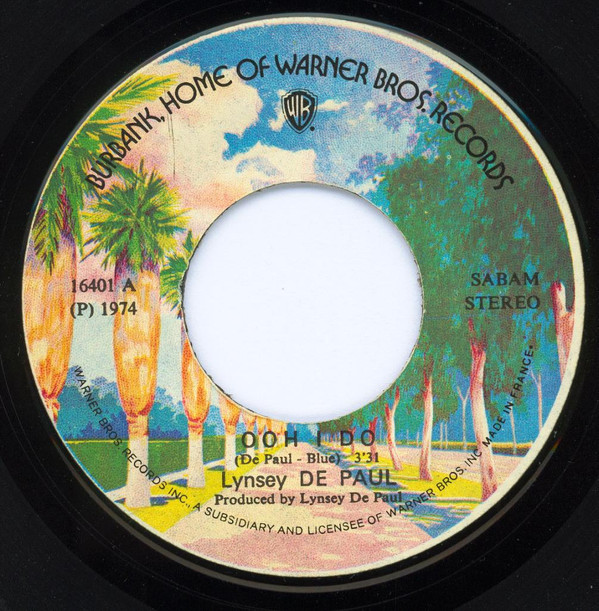 BURBANK, HOME OF WARNER BROS. RECORDS
WB
16401 A
(P) 1974
SABAM
STEREO
OOH I DO
(De Paul - Blue) - 3'31
Lynsey DE PAUL
Produced by Lynsey De Paul
WARNER BROS. RECORDS INC., A SUBSIDIARY AND LICENSEE OF WARNER BROS. INC MADE IN FRANCE.